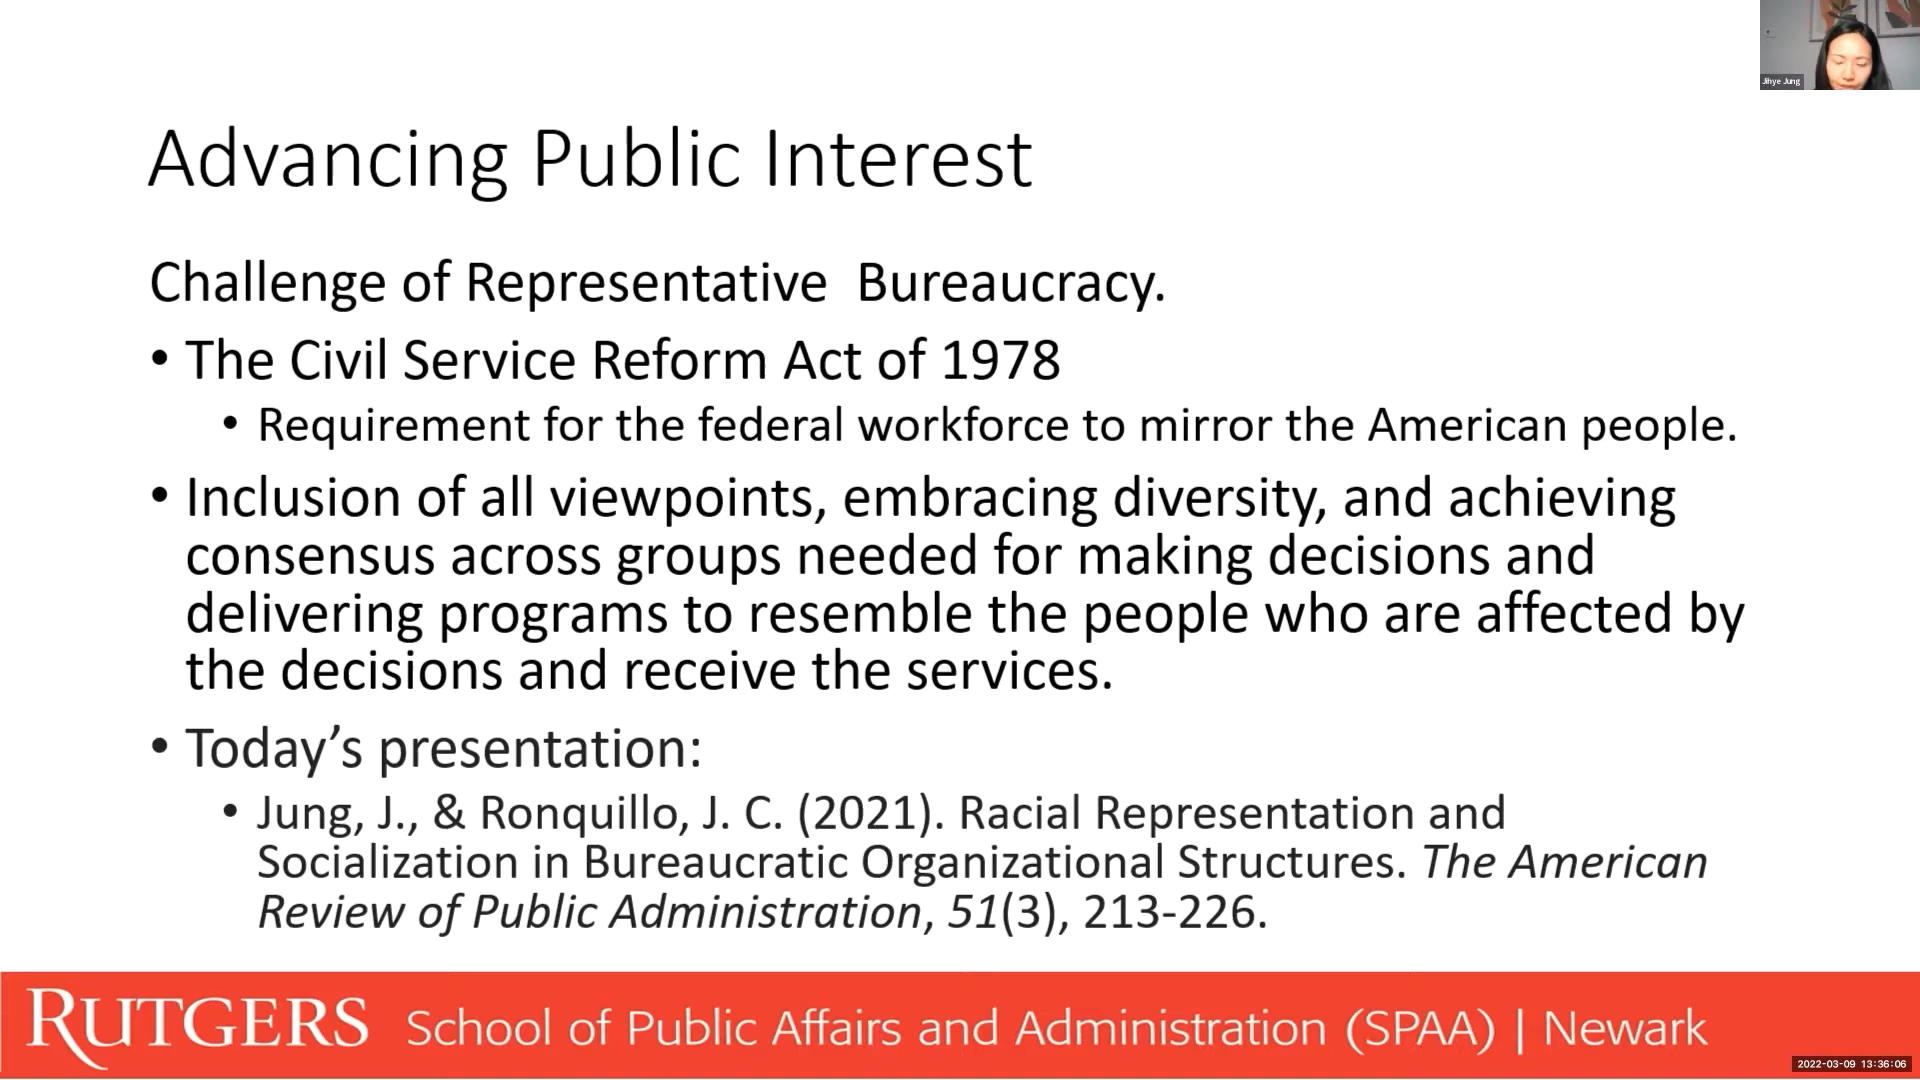 Jihye Jung
Advancing Public Interest
Challenge of Representative  Bureaucracy.
• The Civil Service Reform Act of 1978
• Requirement for the federal workforce to mirror the American people.
• Inclusion of all viewpoints, embracing diversity, and achieving
consensus across groups needed for making decisions and
delivering programs to resemble the people who are affected by
the decisions and receive the services.
• Today’s presentation:
• Jung, J., & Ronquillo, J. C. (2021). Racial Representation and
Socialization in Bureaucratic Organizational Structures. The American
Review of Public Administration, 51(3), 213-226.
RUTGERS School of Public Affairs and Administration (SPAA) | Newark
2022-03-09 13:36:06